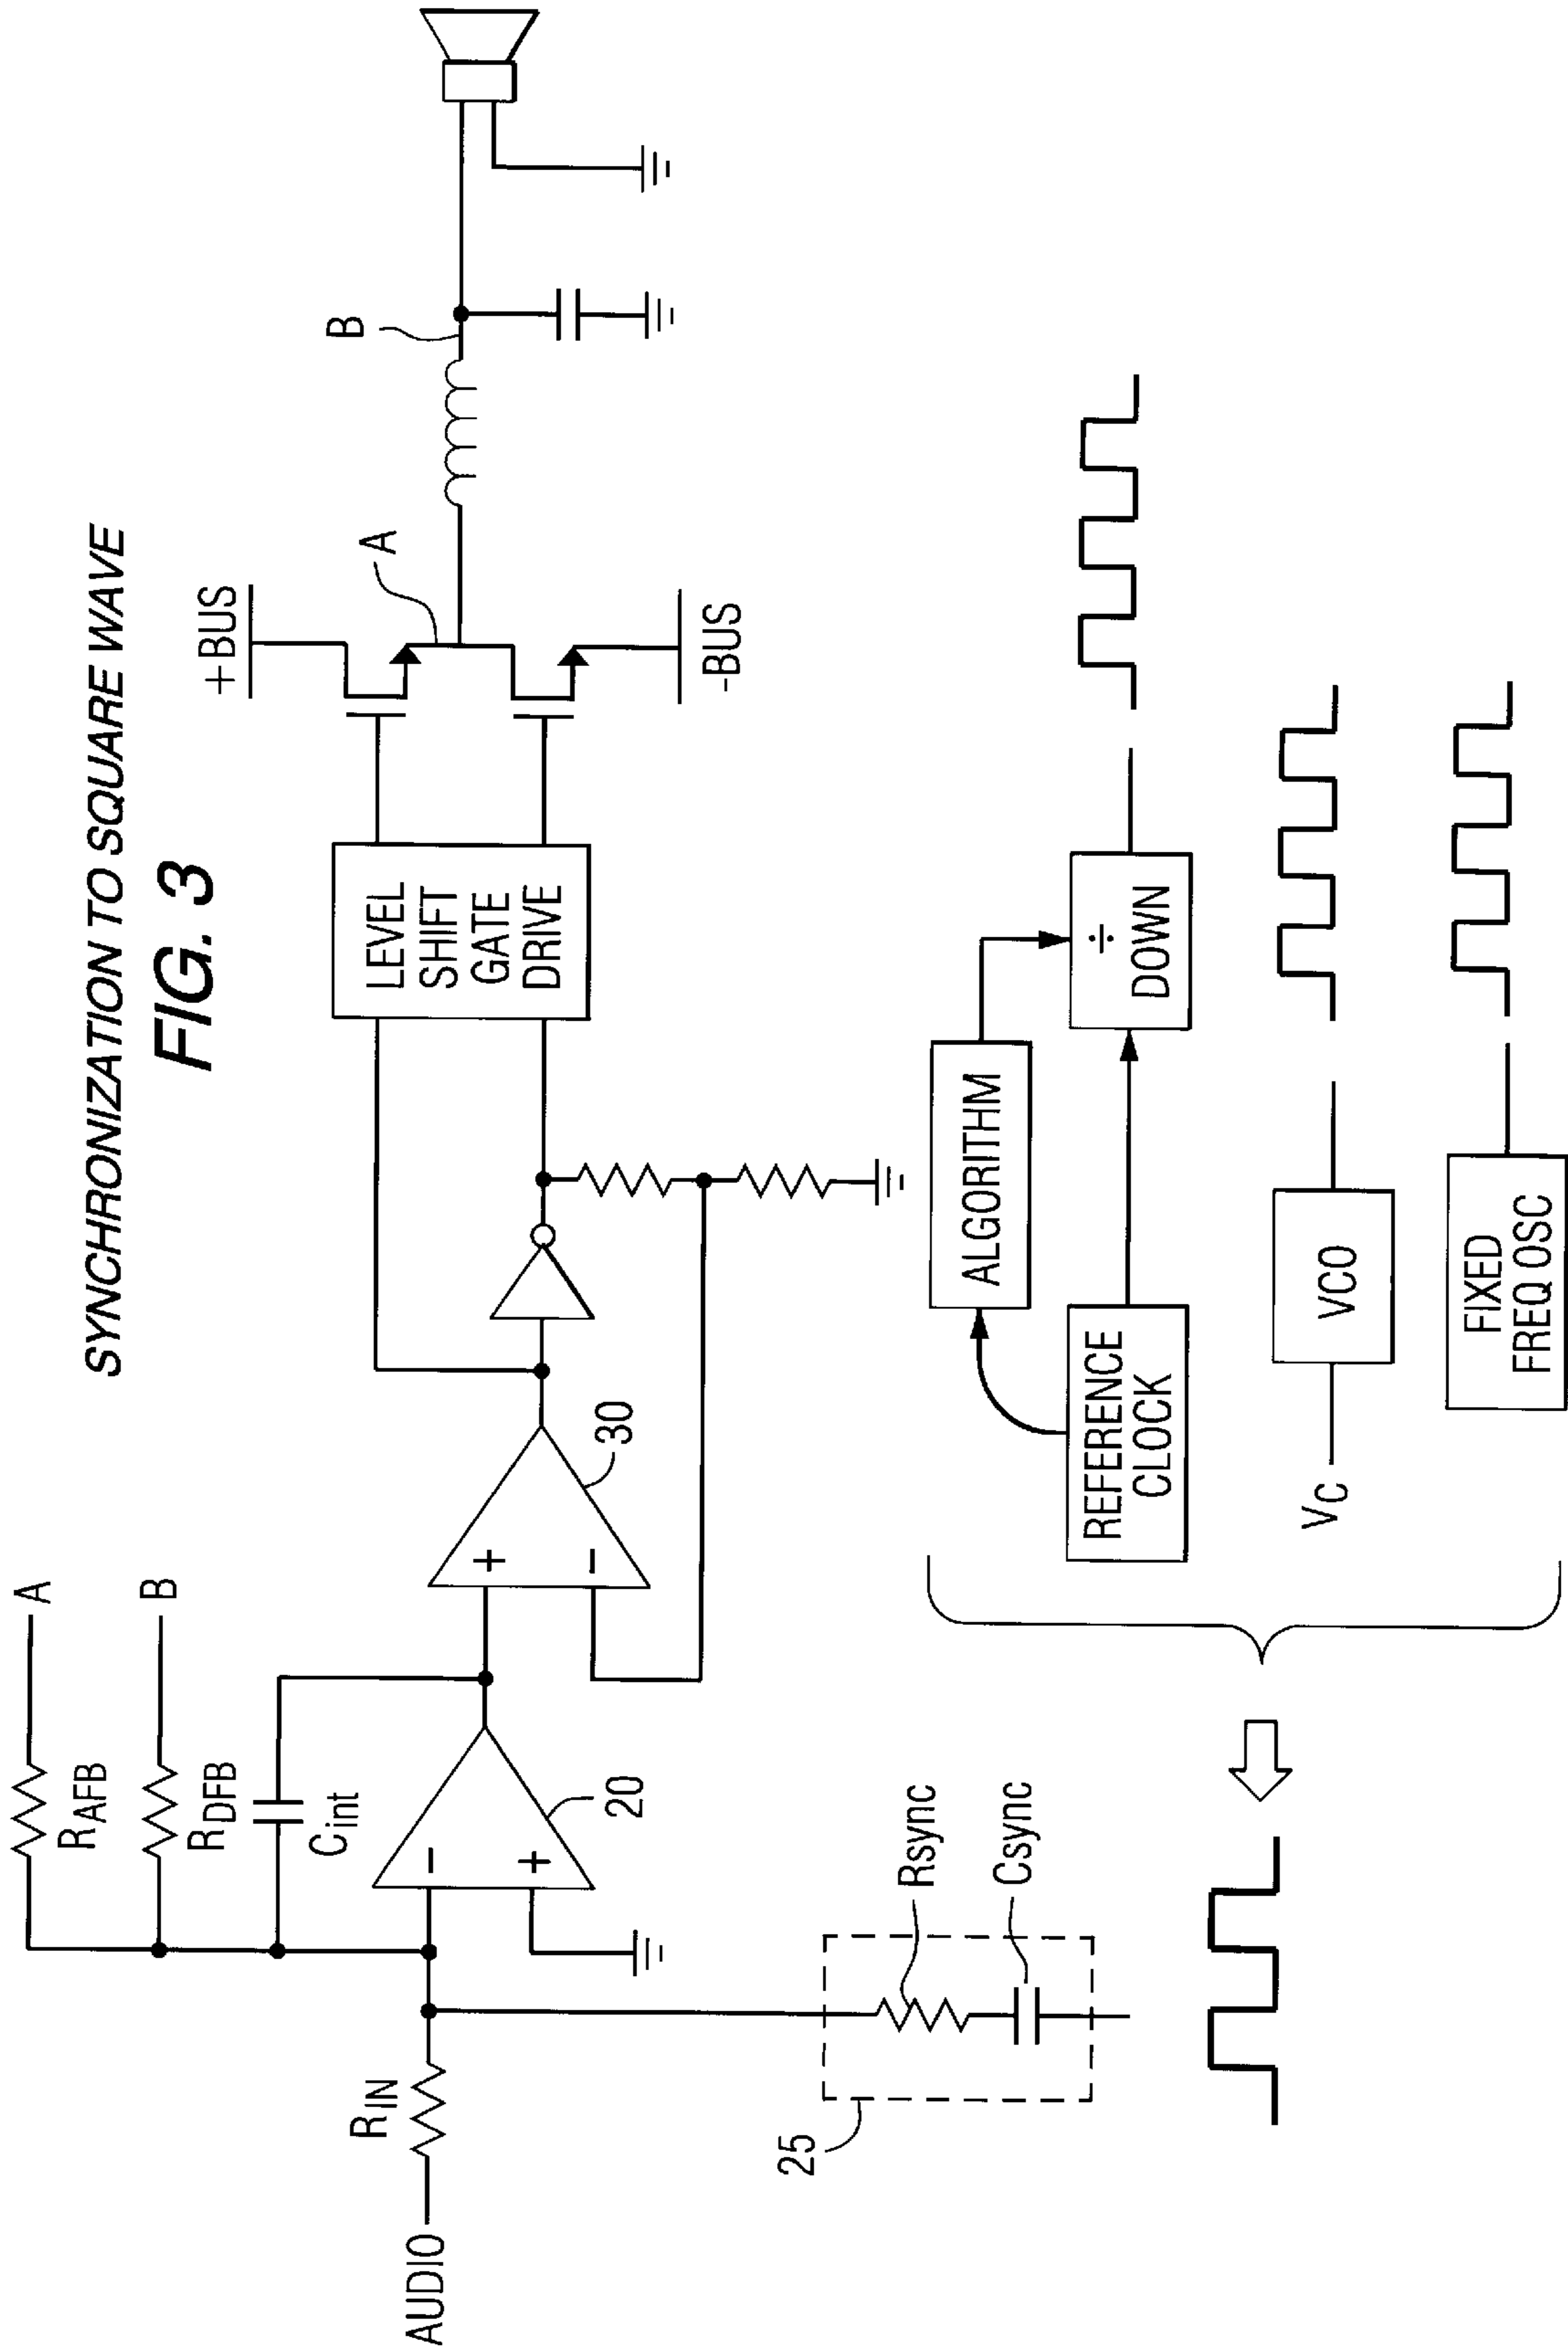 SYNCHRONIZATION TO SQUARE WAVE
FIG. 3
A
B
RAFB
RDFB
Cint
AUDIO
RIN
-
+
20
+
-
30
LEVEL
SHIFT
GATE
DRIVE
+BUS
A
-BUS
B
25
Rsync
Csync
ALGORITHM
REFERENCE
CLOCK
÷
DOWN
VC
VCO
FIXED
FREQ OSC